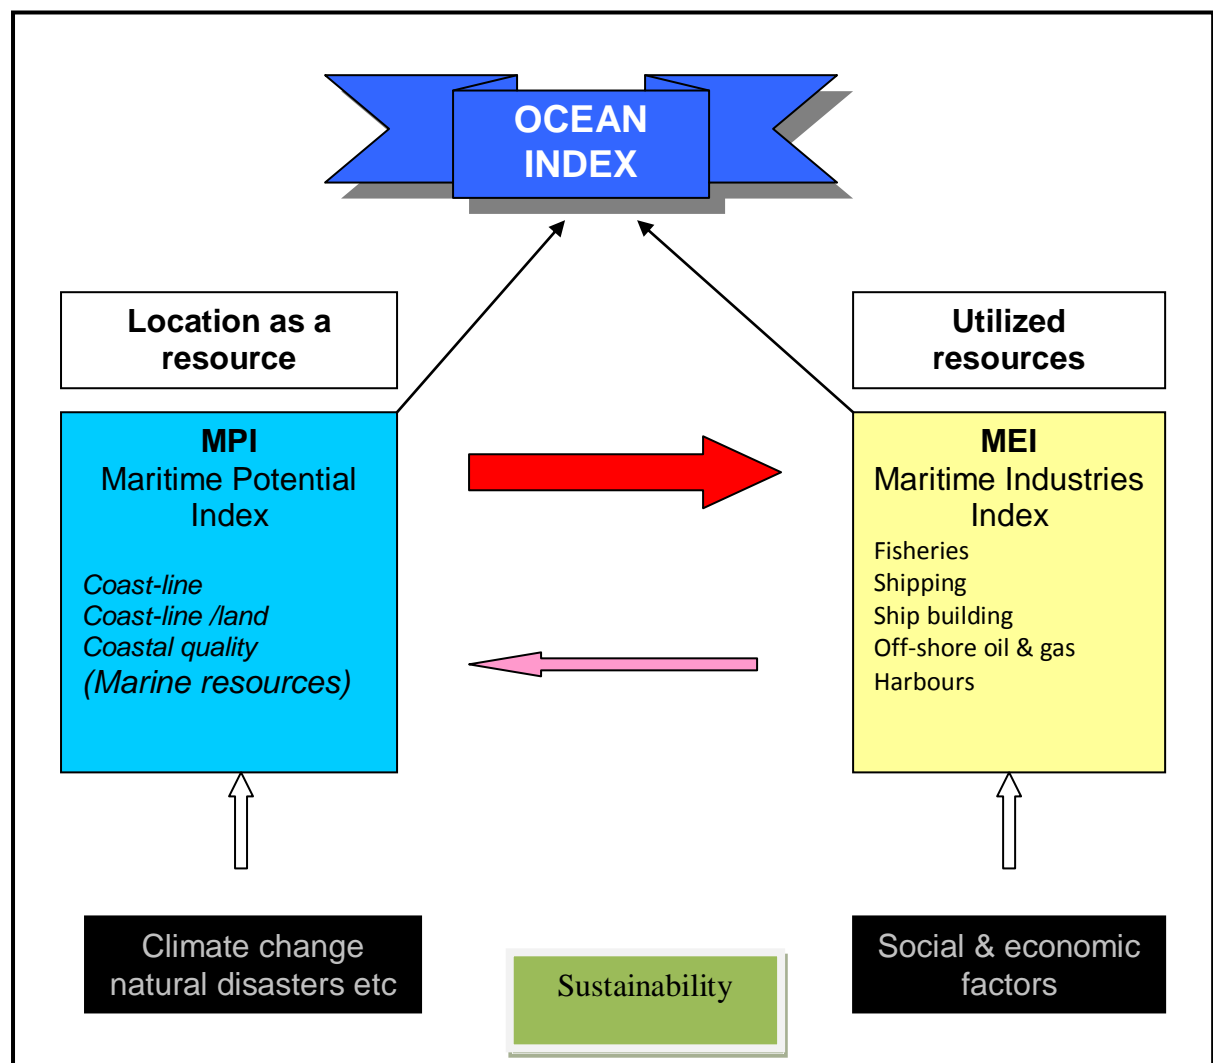 OCEAN
INDEX
Location as a
resource
Utilized
resources
MPI
Maritime Potential
Index
Coast-line
Coast-line /land
Coastal quality
(Marine resources)
MEI
Maritime Industries
Index
Fisheries
Shipping
Ship building
Off-shore oil & gas
Harbours
Climate change
natural disasters etc
Sustainability
Social & economic
factors